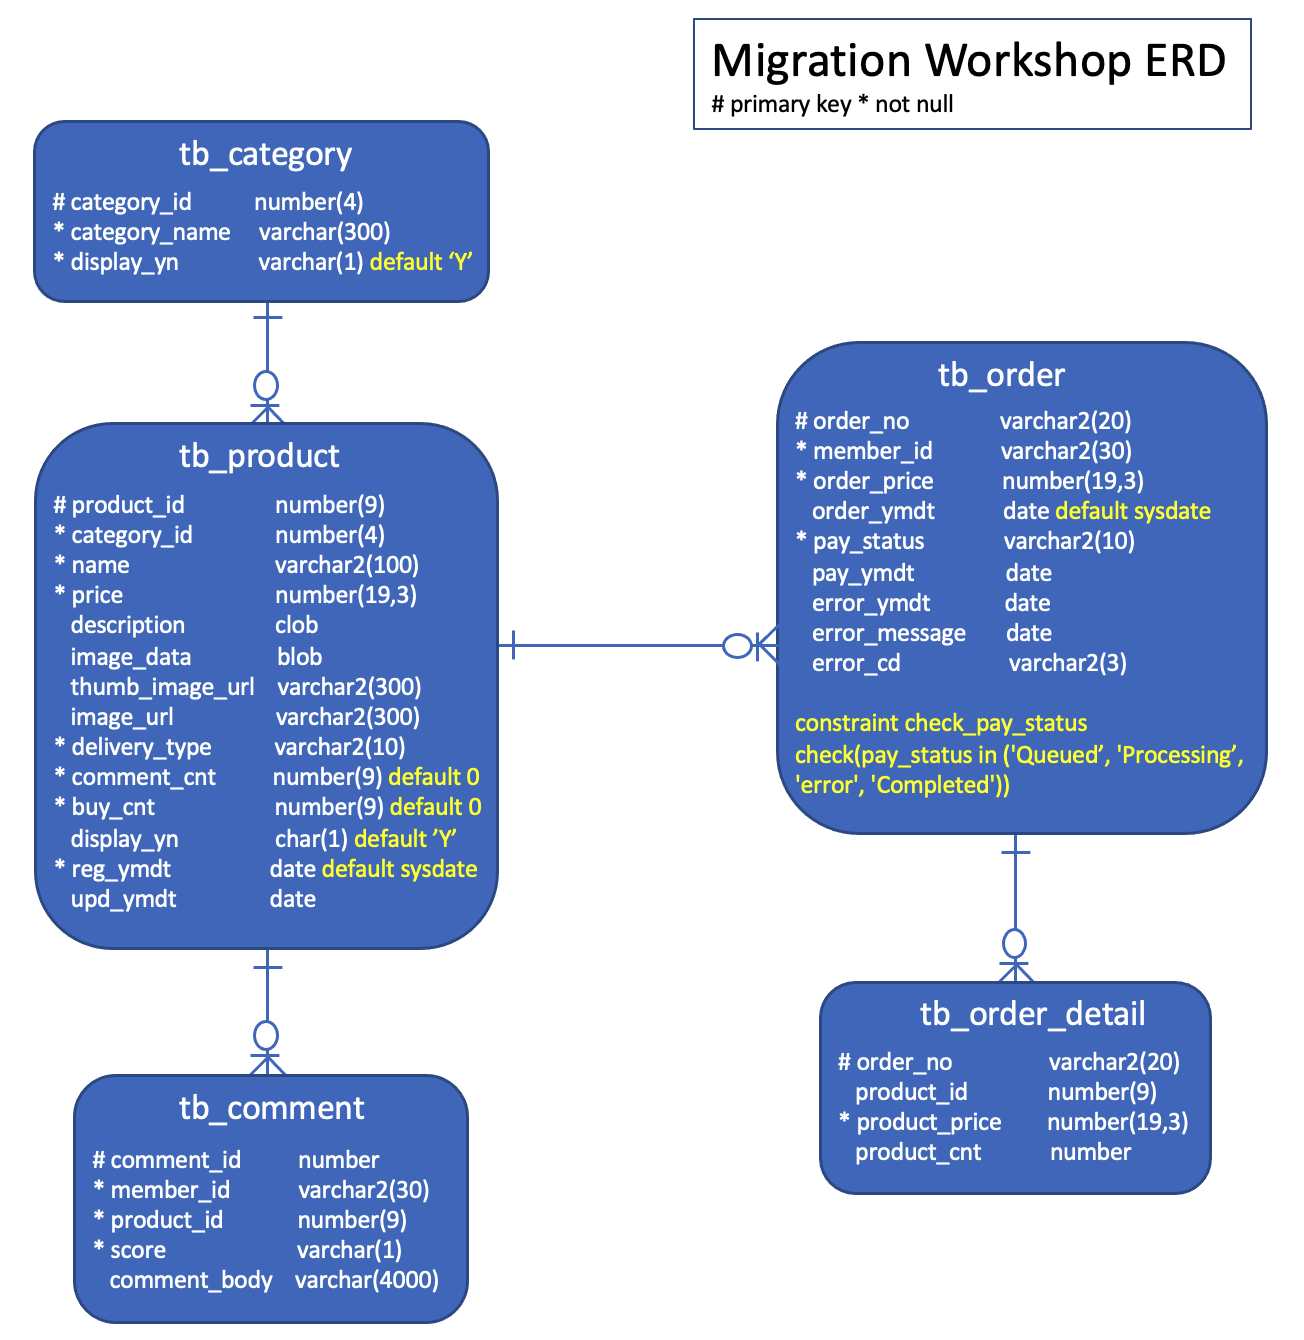 Migration Workshop ERD
# primary key * not null
tb_category
# category_id number(4)
* category_name varchar(300)
* display_yn varchar(1) default ‘Y’
tb_product
# product_id number(9)
* category_id number(4)
* name varchar2(100)
* price number(19,3)
description clob
image_data blob
thumb_image_url varchar2(300)
image_url varchar2(300)
* delivery_type varchar2(10)
* comment_cnt number(9) default 0
* buy_cnt number(9) default 0
display_yn char(1) default ’Y’
* reg_ymdt date default sysdate
upd_ymdt date
tb_order
# order_no varchar2(20)
* member_id varchar2(30)
* order_price number(19,3)
order_ymdt date default sysdate
* pay_status varchar2(10)
pay_ymdt date
error_ymdt date
error_message date
error_cd varchar2(3)
constraint check_pay_status
check(pay_status in ('Queued’, 'Processing’,
'error', 'Completed'))
tb_comment
# comment_id number
* member_id varchar2(30)
* product_id number(9)
* score varchar(1)
comment_body varchar(4000)
tb_order_detail
# order_no varchar2(20)
product_id number(9)
* product_price number(19,3)
product_cnt number